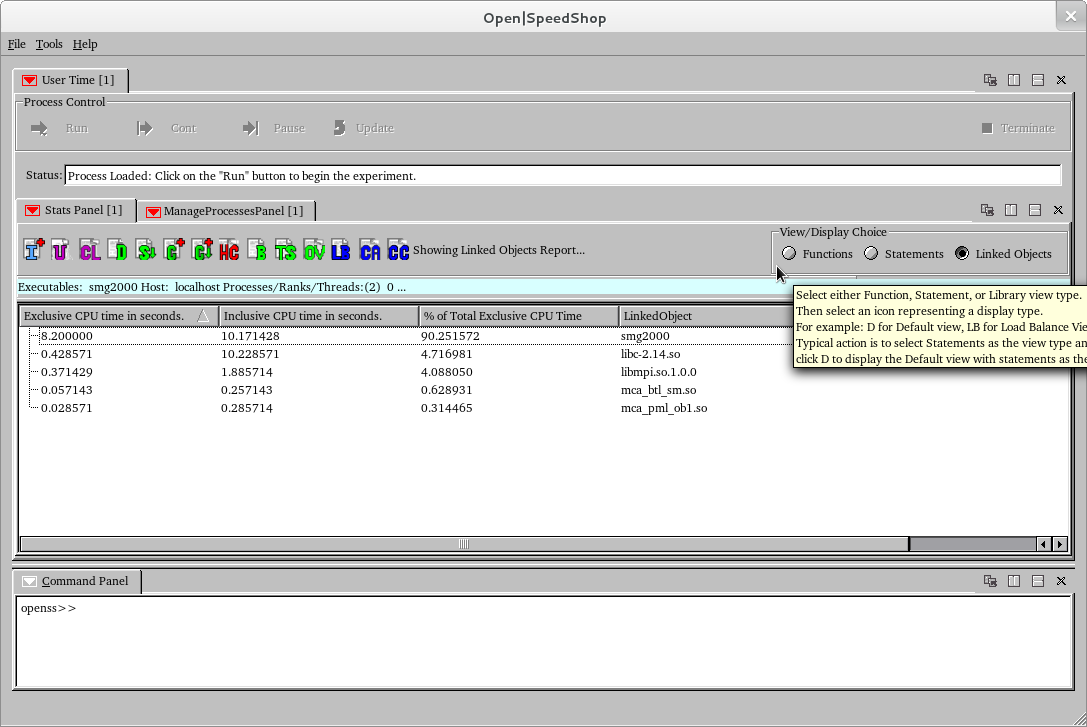 Open|SpeedShop
File Tools Help
User Time [1]
Process Control
Run Cont Pause Update Terminate
Status: Process Loaded: Click on the "Run" button to begin the experiment.
Stats Panel [1] ManageProcessesPanel [1]
I U CL D S G G HC B TS OV LB CA CC Showing Linked Objects Report...
View/Display Choice
Functions Statements Linked Objects
Executables: smg2000 Host: localhost Processes/Ranks/Threads:(2) 0 ...
Select either Function, Statement, or Library view type.
Then select an icon representing a display type.
For example: D for Default view, LB for Load Balance Vie
Typical action is to select Statements as the view type an
click D to display the Default view with statements as the
Exclusive CPU time in seconds. Inclusive CPU time in seconds. % of Total Exclusive CPU Time LinkedObject
8.200000 10.171428 90.251572 smg2000
0.428571 10.228571 4.716981 libc-2.14.so
0.371429 1.885714 4.088050 libmpi.so.1.0.0
0.057143 0.257143 0.628931 mca_btl_sm.so
0.028571 0.285714 0.314465 mca_pml_ob1.so
Command Panel
openss>>